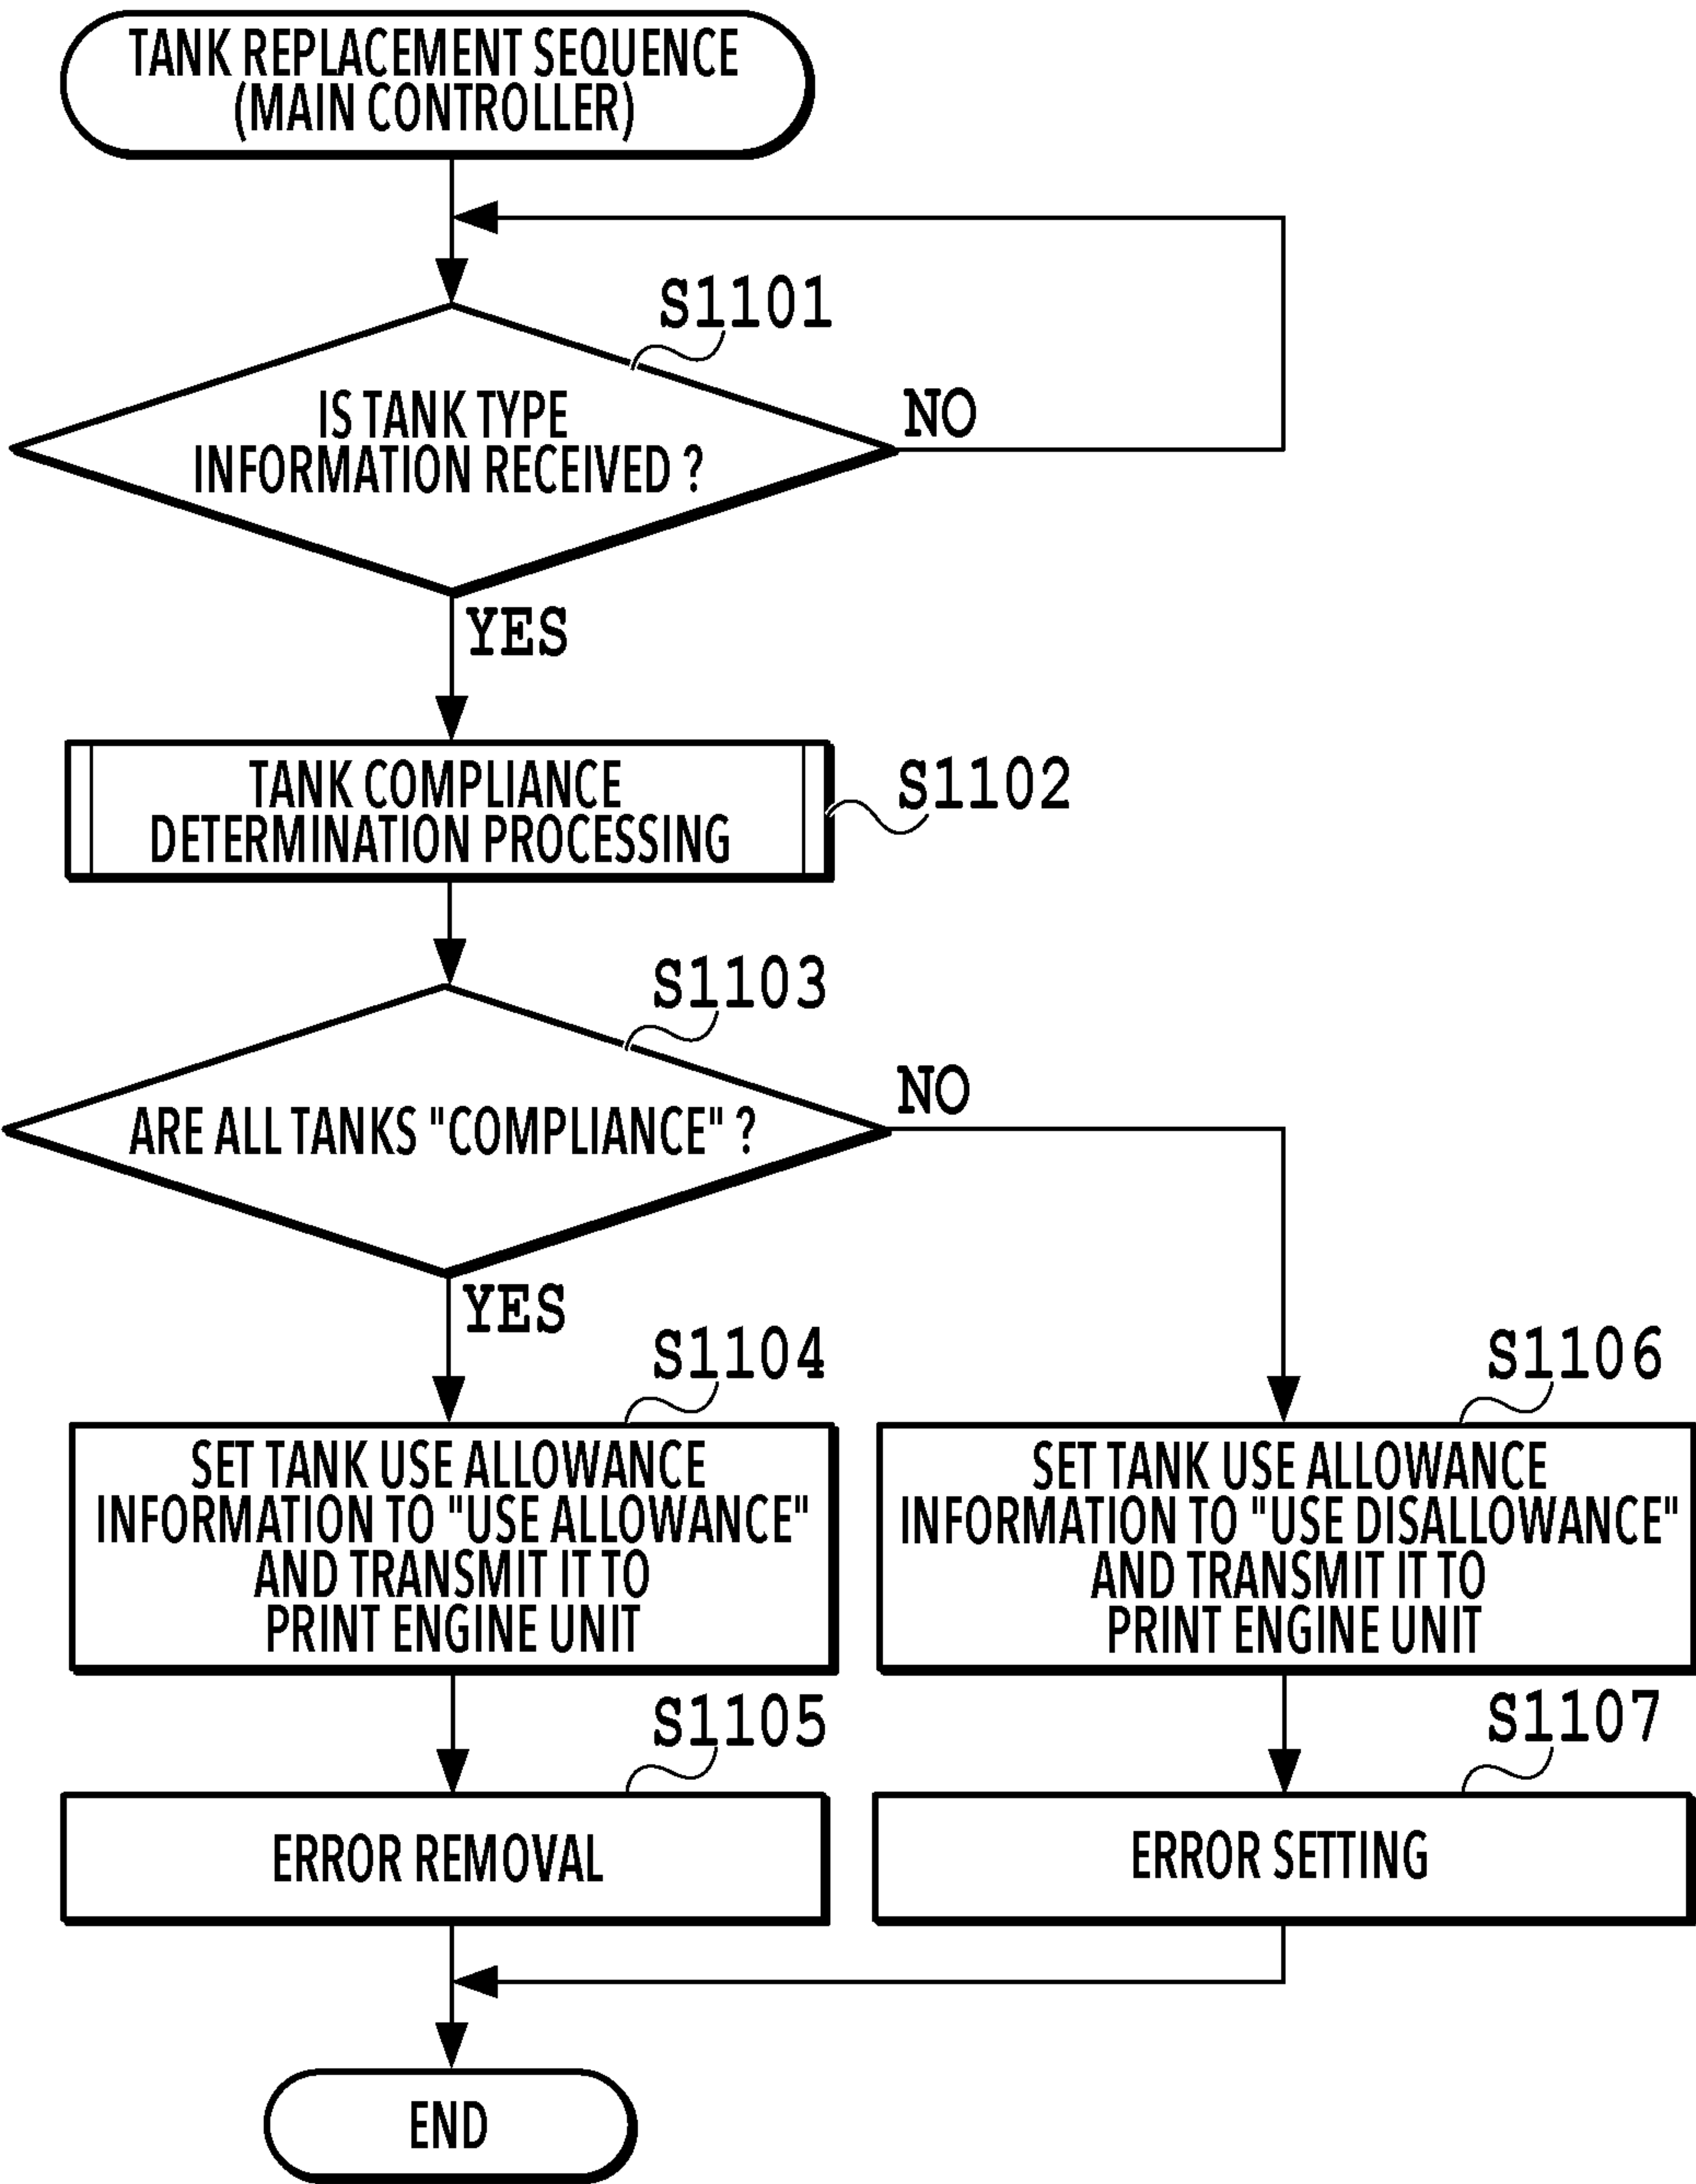 TANK REPLACEMENT SEQUENCE
(MAIN CONTROLLER)
S1101
IS TANK TYPE
INFORMATION RECEIVED ?
NO
YES
TANK COMPLIANCE
DETERMINATION PROCESSING
S1102
S1103
ARE ALL TANKS "COMPLIANCE" ?
NO
YES
S1104
SET TANK USE ALLOWANCE
INFORMATION TO "USE ALLOWANCE"
AND TRANSMIT IT TO
PRINT ENGINE UNIT
S1106
SET TANK USE ALLOWANCE
INFORMATION TO "USE DISALLOWANCE"
AND TRANSMIT IT TO
PRINT ENGINE UNIT
S1105
ERROR REMOVAL
S1107
ERROR SETTING
END